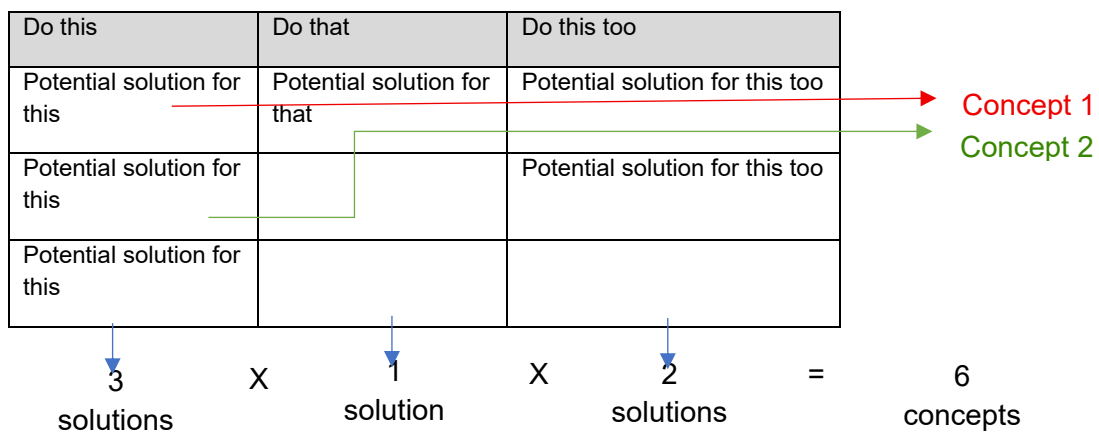 Do this Do that Do this too
Potential solution for Potential solution for Potential solution for this too
this that
Concept 1
Concept 2
Potential solution for Potential solution for this too
this
Potential solution for
this
3 X 1 X 2 = 6
solutions solution solutions concepts